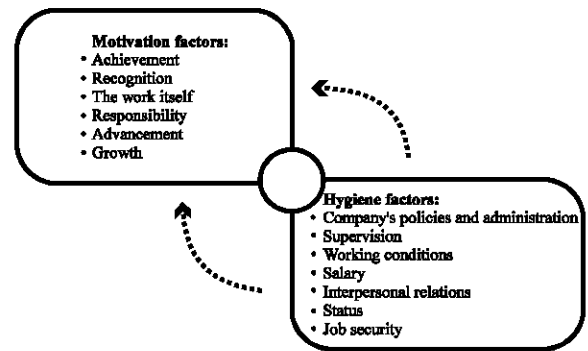 Motivation factors:
• Achievement
• Recognition
• The work itself
• Responsibility
• Advancement
• Growth
Hygiene factors:
• Company's policies and administration
• Supervision
• Working conditions
• Salary
• Interpersonal relations
• Status
• Job security